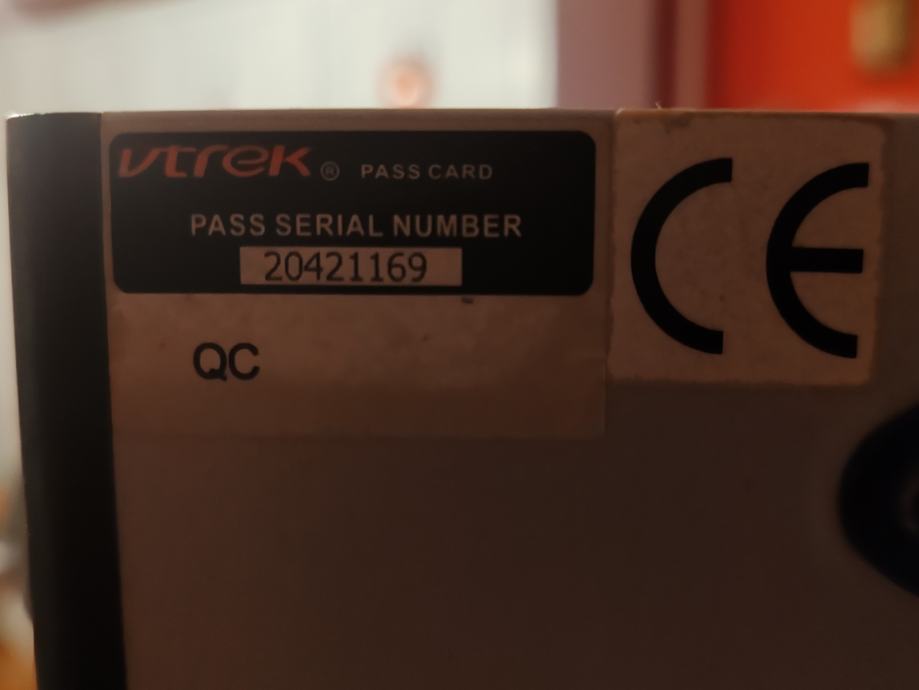 vtrek® PASS CARD
PASS SERIAL NUMBER
20421169
QC
CE